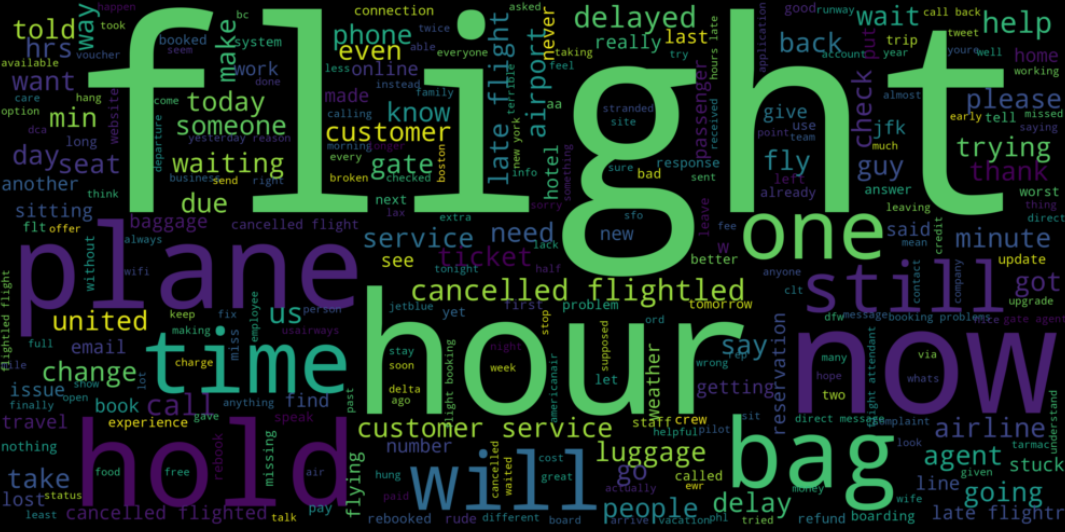 flight
hour
now
plane
hold
time
will
bag
one
still
cancelled flightled
customer service
customer
service
need
ticket
united
us
change
call
told
hrs
way
want
min
day
seat
today
someone
waiting
due
make
work
phone
even
online
made
know
gate
late flight
airport
hotel
never
delayed
really
last
back
wait
help
check
put
please
tell
trying
thank
jfk
guy
fly
give
passenger
said
minute
got
say
getting
reservation
weather
luggage
go
people
delay
number
airline
agent
going
stuck
line
late flightr
refund
boarding
find
book
email
issue
travel
take
lost
nothing
experience
missing
flying
cancelled flighted
cancelled flight
baggage
sitting
another
flt
offer
without
always
wifi
see
yet
jetblue
tonight
first
problem
tomorrow
better
new
bad
sfo
stranded
site
sure
response
sent
received
hours late
application
good
runway
call back
tweet
trip
account
year
well
home
working
available
voucher
took
happen
bc
booked
seem
system
connection
twice
able
everyone
asked
taking
feel
try
less
instead
family
calling
morning
longer
every
broken
checked
boston
new york
terrible
info
something
sorry
next
lax
extra
lack
half
fee
leave
left
already
point
use
team
answer
almost
much
early
missed
saying
worst
thing
direct
leaving
mean
credit
update
upgrade
contact
company
anyone
clt
dfw
message
booking problem
gate agent
flight attendant
many
hope
two
via
whats
direct message
complaint
look
understand
tarmac
given
wife
money
tried
called
ewr
staff
crew
helpful
pilot
sit
wrong
ord
let
supposed
stop
americanair
week
night
flight booking
delta
ago
soon
stay
past
person
usairways
employee
fix
miss
making
keep
charge
lot
anything
gave
speak
rebook
free
food
air
pay
talk
status
least
finally
open
show
full
flightled flight
option
care
hang
long
website
dca
think
departure
come
yesterday
reason
business
send
right
done
hung
paid
rebooked
rude
different
board
great
cost
waited
cancelled
actually
arrive
vacation
phl
w
aa